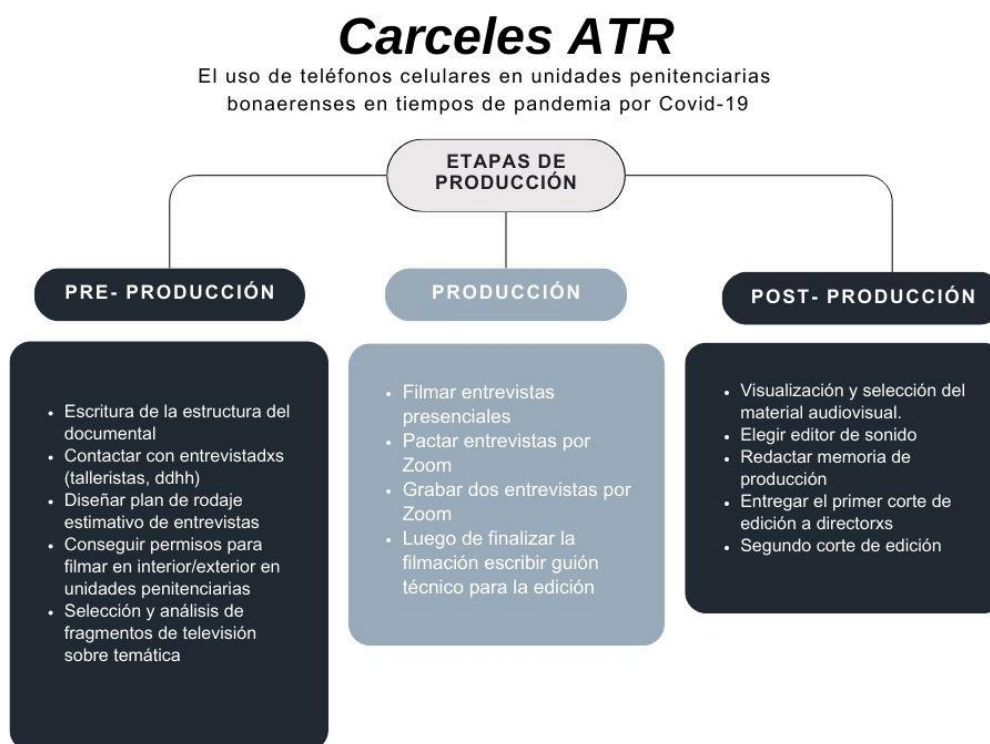 Carceles ATR
El uso de teléfonos celulares en unidades penitenciarias
bonaerenses en tiempos de pandemia por Covid-19
ETAPAS DE
PRODUCCIÓN
PRE- PRODUCCIÓN
• Escritura de la estructura del
documental
• Contactar con entrevistadxs
(talleristas, ddhh)
• Diseñar plan de rodaje
estimativo de entrevistas
• Conseguir permisos para
filmar en interior/exterior en
unidades penitenciarias
• Selección y análisis de
fragmentos de televisión
sobre temática
PRODUCCIÓN
• Filmar entrevistas
presenciales
• Pactar entrevistas por
Zoom
• Grabar dos entrevistas por
Zoom
• Luego de finalizar la
filmación escribir guión
técnico para la edición
POST- PRODUCCIÓN
• Visualización y selección del
material audiovisual.
• Elegir editor de sonido
• Redactar memoria de
producción
• Entregar el primer corte de
edición a directorxs
• Segundo corte de edición